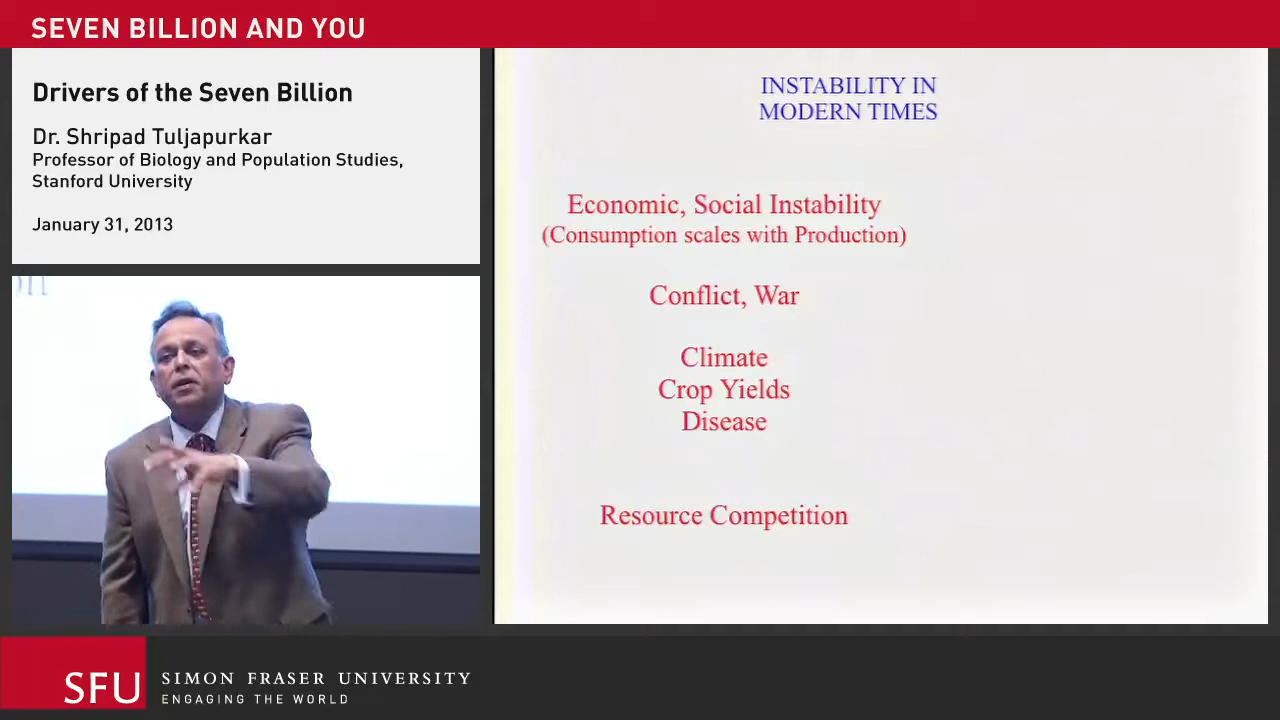 SEVEN BILLION AND YOU
Drivers of the Seven Billion
Dr. Shripad Tuljapurkar
Professor of Biology and Population Studies,
Stanford University
January 31, 2013
INSTABILITY IN
MODERN TIMES
Economic, Social Instability
(Consumption scales with Production)
Conflict, War
Climate
Crop Yields
Disease
Resource Competition
SFU
SIMON FRASER UNIVERSITY
ENGAGING THE WORLD